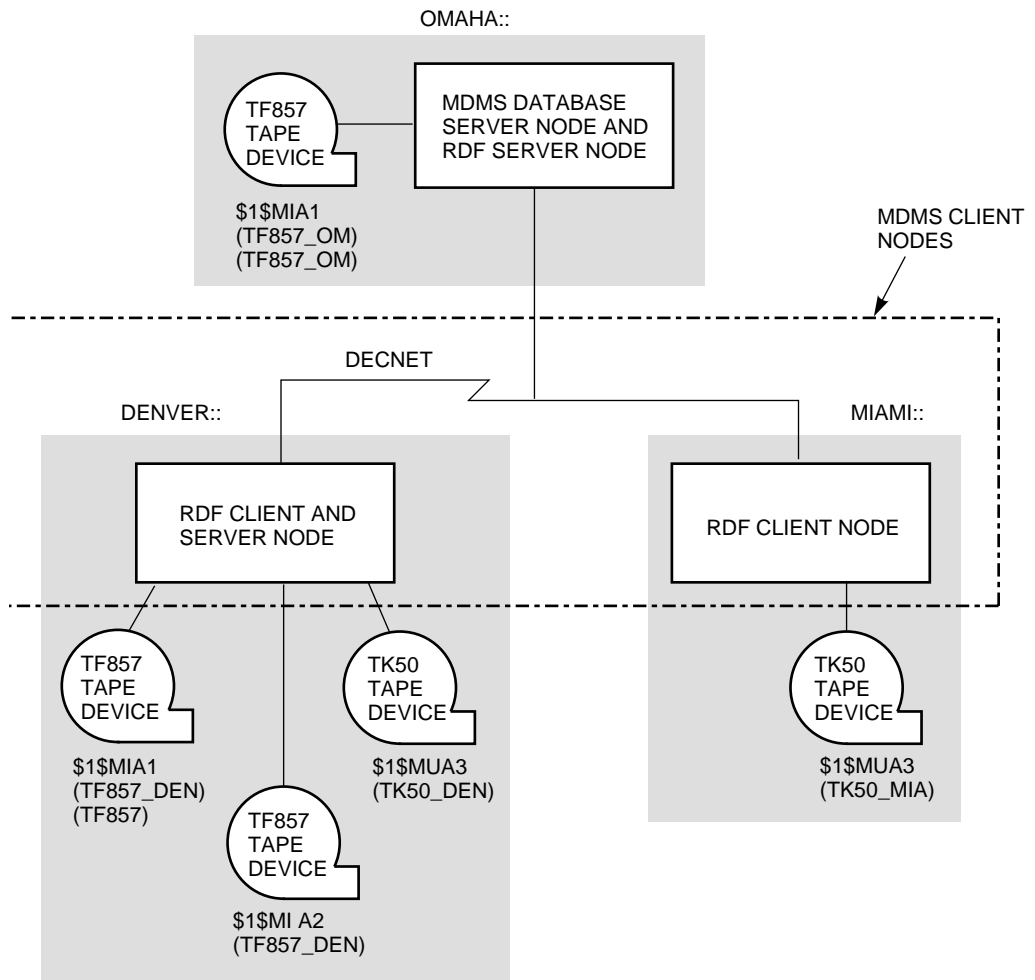 OMAHA::
TF857
TAPE
DEVICE
MDMS DATABASE
SERVER NODE AND
RDF SERVER NODE
$1$MIA1
(TF857_OM)
(TF857_OM)
MDMS CLIENT
NODES
DECNET
DENVER::
MIAMI::
RDF CLIENT AND
SERVER NODE
RDF CLIENT NODE
TF857
TAPE
DEVICE
$1$MIA1
(TF857_DEN)
(TF857)
TF857
TAPE
DEVICE
$1$MI A2
(TF857_DEN)
TK50
TAPE
DEVICE
$1$MUA3
(TK50_DEN)
TK50
TAPE
DEVICE
$1$MUA3
(TK50_MIA)